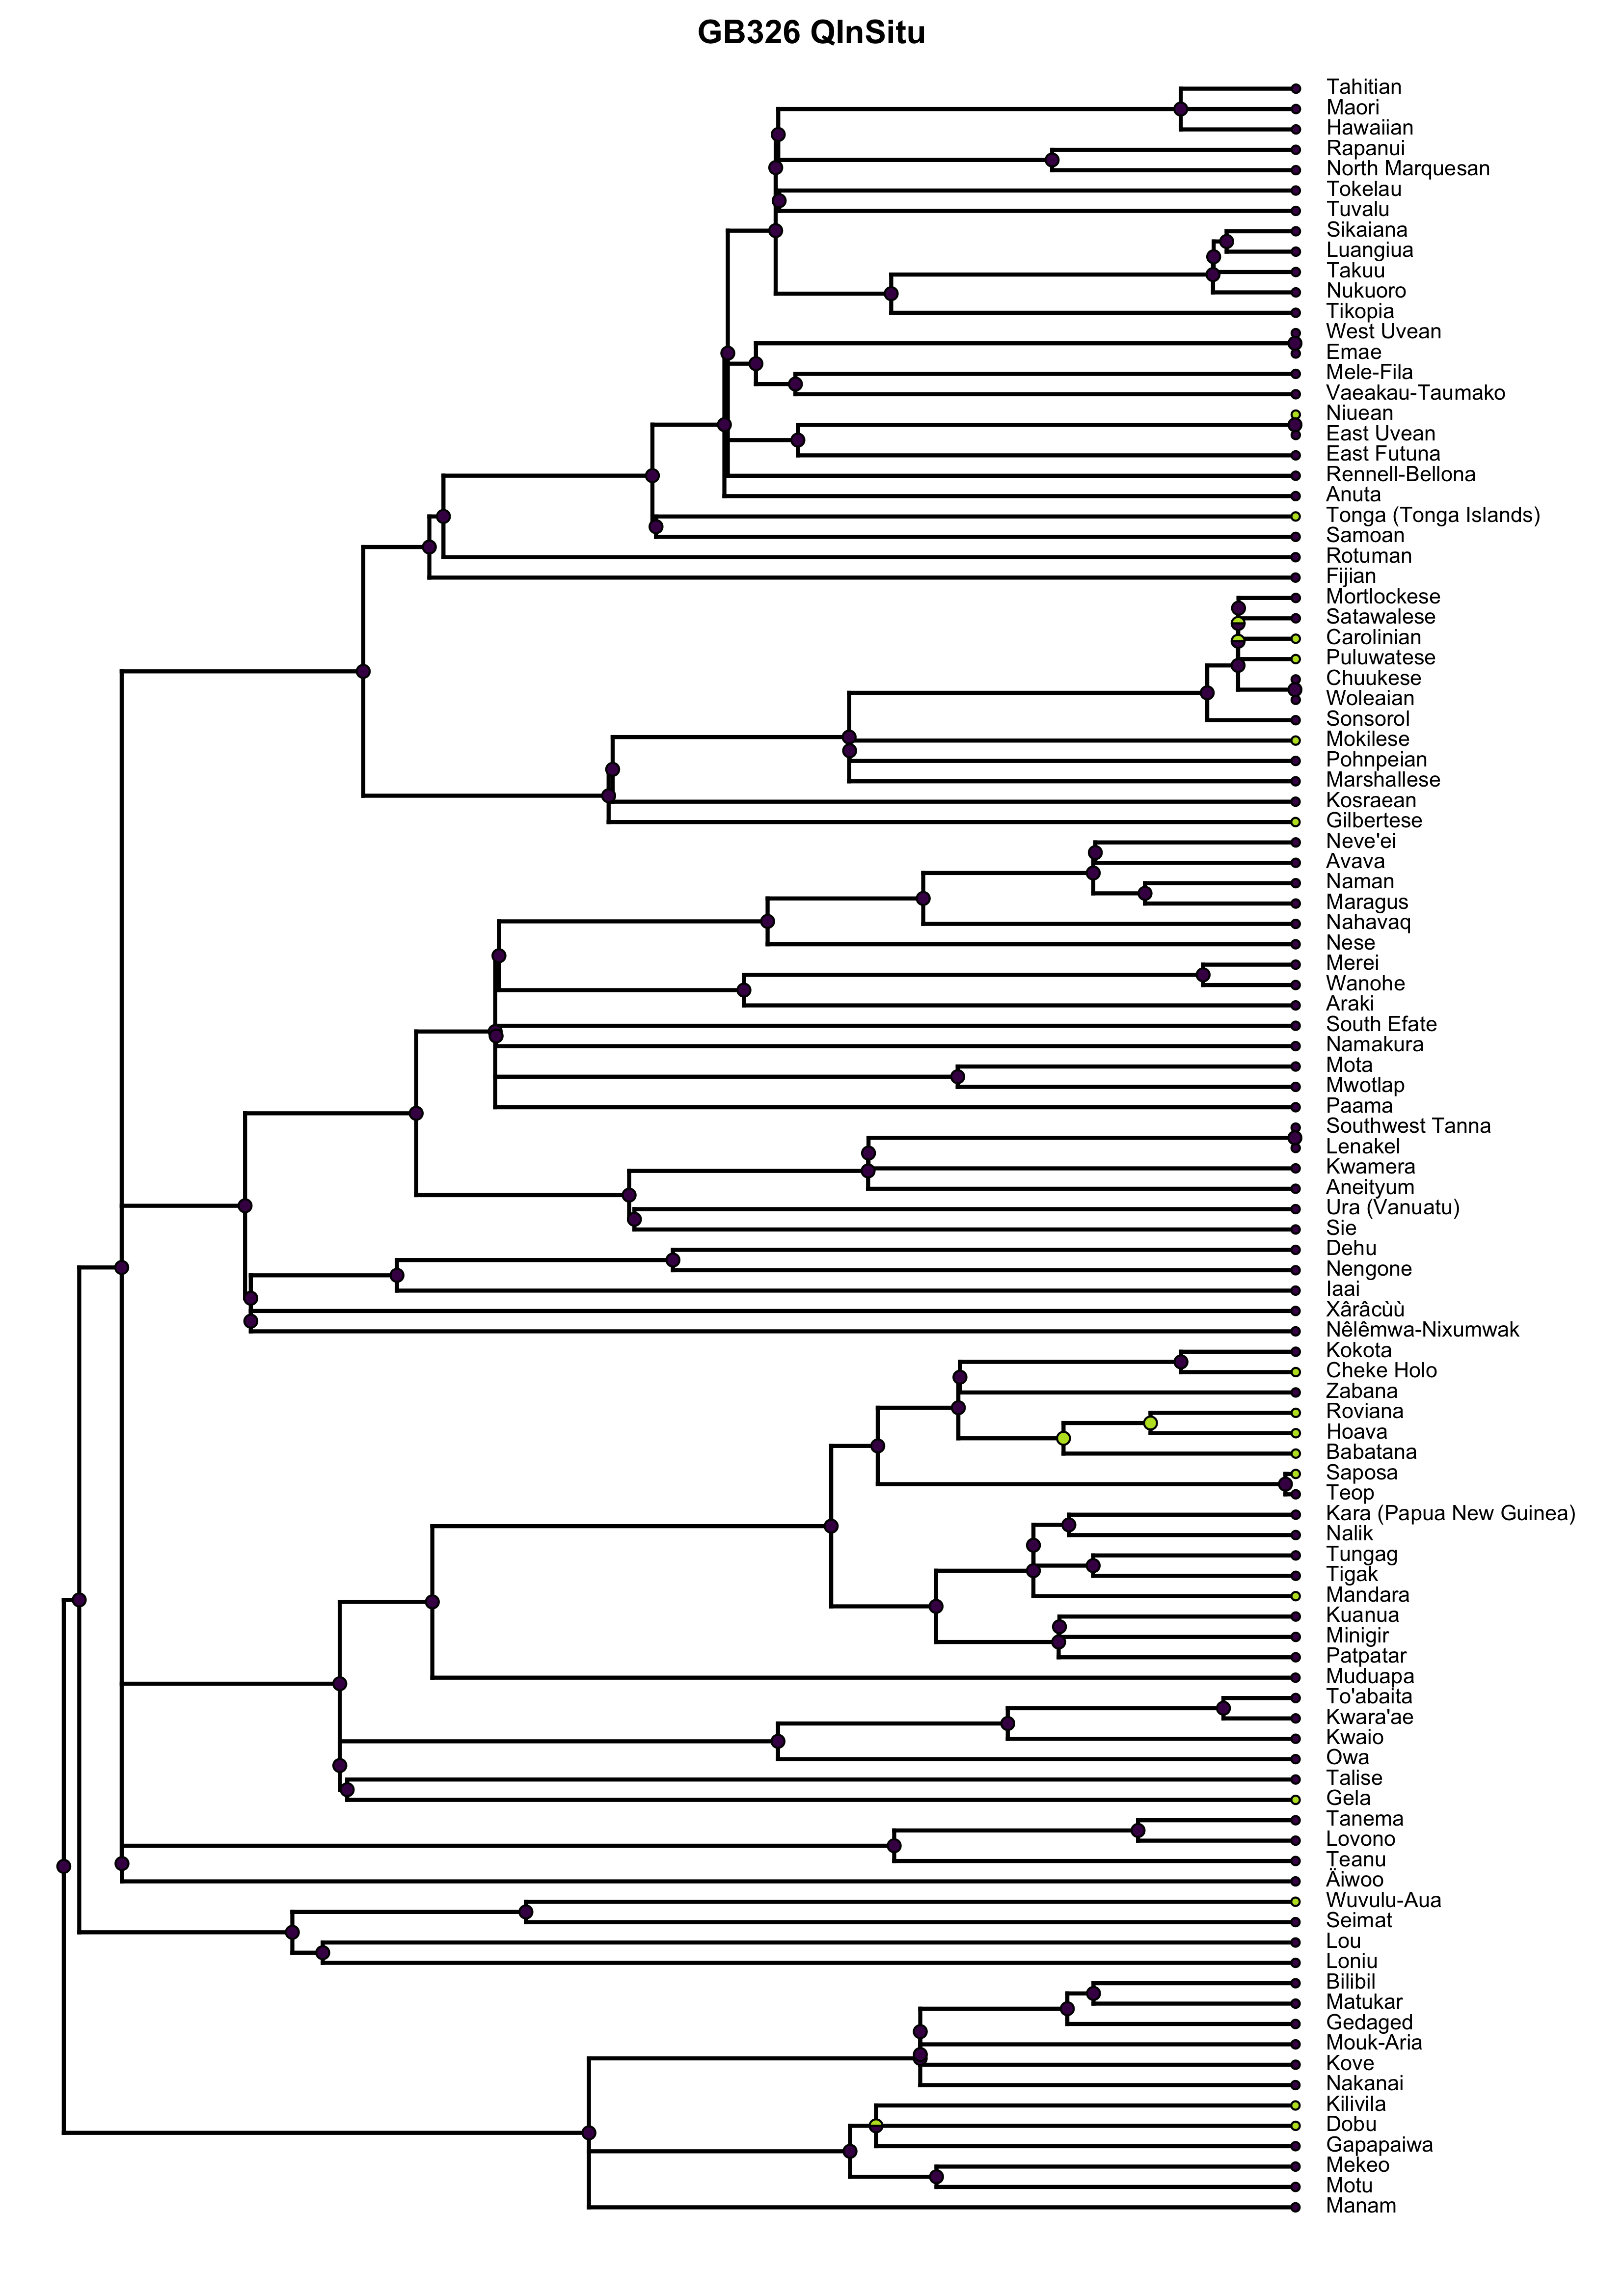 GB326 QInSitu
Tahitian
Maori
Hawaiian
Rapanui
North Marquesan
Tokelau
Tuvalu
Sikaiana
Luangiua
Takuu
Nukuoro
Tikopia
West Uvean
Emae
Mele-Fila
Vaeakau-Taumako
Niuean
East Uvean
East Futuna
Rennell-Bellona
Anuta
Tonga (Tonga Islands)
Samoan
Rotuman
Fijian
Mortlockese
Satawalese
Carolinian
Puluwatese
Chuukese
Woleaian
Sonsorol
Mokilese
Pohnpeian
Marshallese
Kosraean
Gilbertese
Neve'ei
Avava
Naman
Maragus
Nahavaq
Nese
Merei
Wanohe
Araki
South Efate
Namakura
Mota
Mwotlap
Paama
Southwest Tanna
Lenakel
Kwamera
Aneityum
Ura (Vanuatu)
Sie
Dehu
Nengone
Iaai
Xârâcùù
Nêlêmwa-Nixumwak
Kokota
Cheke Holo
Zabana
Roviana
Hoava
Babatana
Saposa
Teop
Kara (Papua New Guinea)
Nalik
Tungag
Tigak
Mandara
Kuanua
Minigir
Patpatar
Muduapa
To'abaita
Kwara'ae
Kwaio
Owa
Talise
Gela
Tanema
Lovono
Teanu
Äiwoo
Wuvulu-Aua
Seimat
Lou
Loniu
Bilibil
Matukar
Gedaged
Mouk-Aria
Kove
Nakanai
Kilivila
Dobu
Gapapaiwa
Mekeo
Motu
Manam